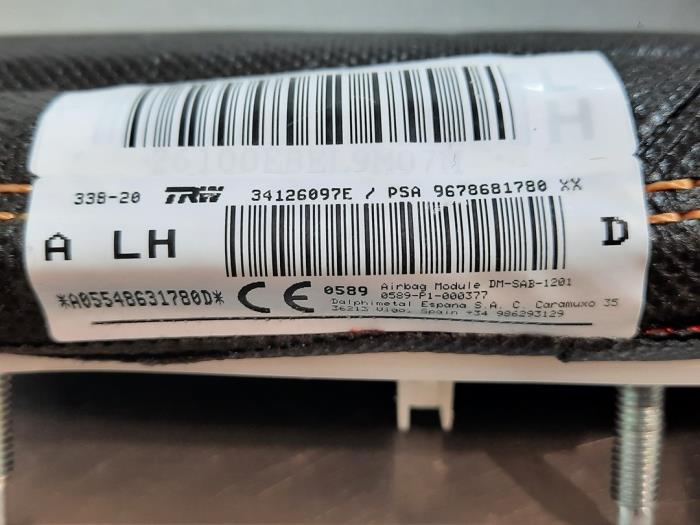 LH
338-20 TRW 34126097E / PSA 9678681780 XX
A LH D
*A05548631780D* CE 0589 Airbag Module DM-SAB-1201
0589-P1-000377
Dalphimetal Espana S.A. C. Caramuxo 35
36213 Vigo, Spain +34 986293129